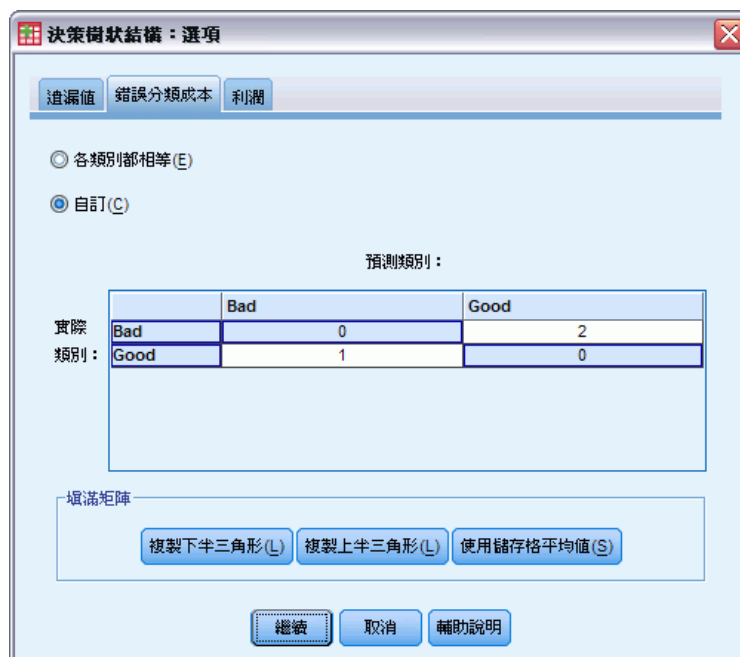 決策樹狀結構：選項
遺漏值 錯誤分類成本 利潤
各類別都相等(E)
自訂(C)
預測類別：
Bad Good
實際 Bad 0 2
類別： Good 1 0
填滿矩陣
複製下半三角形(L) 複製上半三角形(L) 使用儲存格平均值(S)
繼續 取消 輔助說明